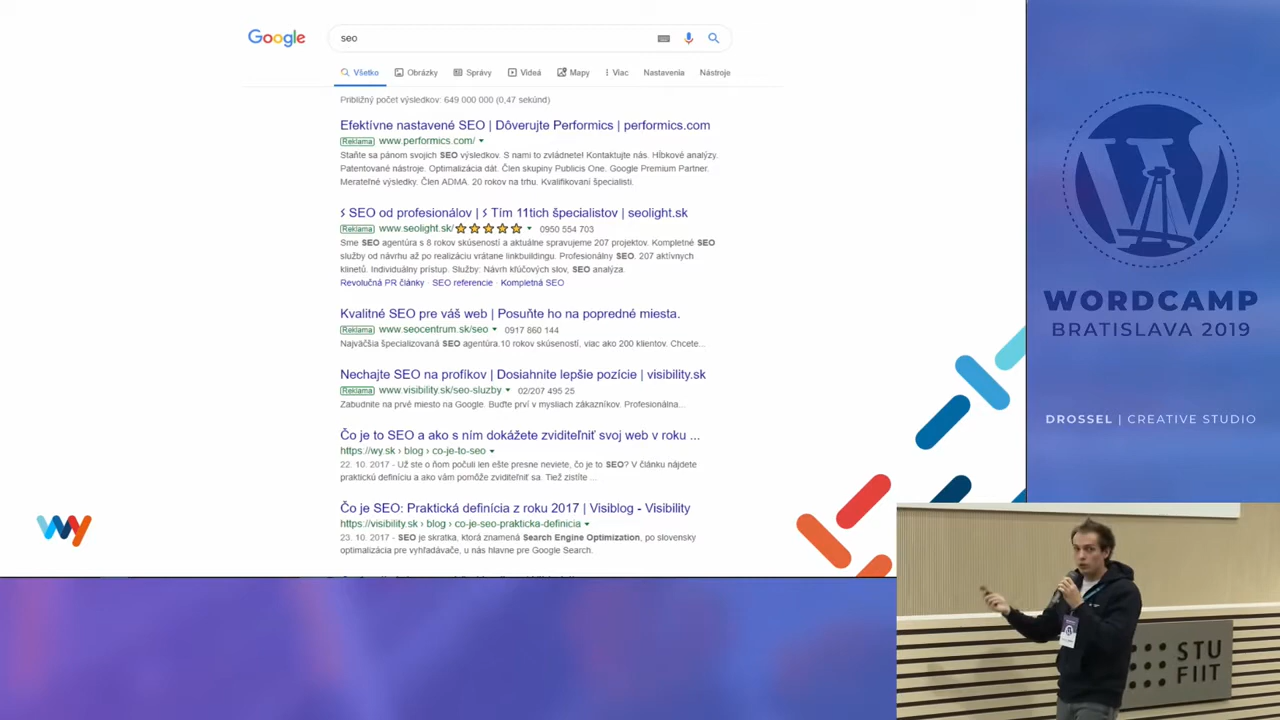 Google
seo
Všetko
Obrázky
Správy
Videá
Mapy
Viac
Nastavenia
Nástroje
Približný počet výsledkov: 649 000 000 (0,47 sekúnd)
Efektívne nastavené SEO | Dôverujte Performics | performics.com
Reklama www.performics.com/
Staňte sa pánom svojich SEO výsledkov. S nami to zvládnete! Kontaktujte nás. Hĺbkové analýzy.
Patentované nástroje. Optimalizácia dát. Člen skupiny Publicis One. Google Premium Partner.
Merateľné výsledky. Člen ADMA. 20 rokov na trhu. Kvalifikovaní špecialisti.
SEO od profesionálov | Tím 11tich špecialistov | seolight.sk
Reklama www.seolight.sk/ 0950 554 703
Sme SEO agentúra s 8 rokov skúseností a aktuálne spravujeme 207 projektov. Kompletné SEO
služby od návrhu až po realizáciu vrátane linkbuildingu. Profesionálny SEO. 207 aktívnych
klinetů. Individuálny prístup. Služby: Návrh kľúčových slov, SEO analýza.
Revolučná PR články · SEO referencie · Kompletná SEO
Kvalitné SEO pre váš web | Posuňte ho na popredné miesta.
Reklama www.seocentrum.sk/seo 0917 860 144
Najväčšia špecializovaná SEO agentúra.10 rokov skúseností, viac ako 200 klientov. Chcete...
Nechajte SEO na profíkov | Dosiahnite lepšie pozície | visibility.sk
Reklama www.visibility.sk/seo-sluzby 02/207 495 25
Zabudnite na prvé miesto na Google. Buďte prví v mysliach zákazníkov. Profesionálna...
Čo je to SEO a ako s ním dokážete zviditeľniť svoj web v roku ...
https://wy.sk › blog › co-je-to-seo
22. 10. 2017 - Už ste o ňom počuli len ešte presne neviete, čo je to SEO? V článku nájdete
praktickú definíciu a ako vám pomôže zviditeľniť sa. Tiež zistíte ...
Čo je SEO: Praktická definícia z roku 2017 | Visiblog - Visibility
https://visibility.sk › blog › co-je-seo-prakticka-definicia
23. 10. 2017 - SEO je skratka, ktorá znamená Search Engine Optimization, po slovensky
optimalizácia pre vyhľadávače, u nás hlavne pre Google Search.
wy
WORDCAMP
BRATISLAVA 2019
DROSSEL | CREATIVE STUDIO
STU
FIIT